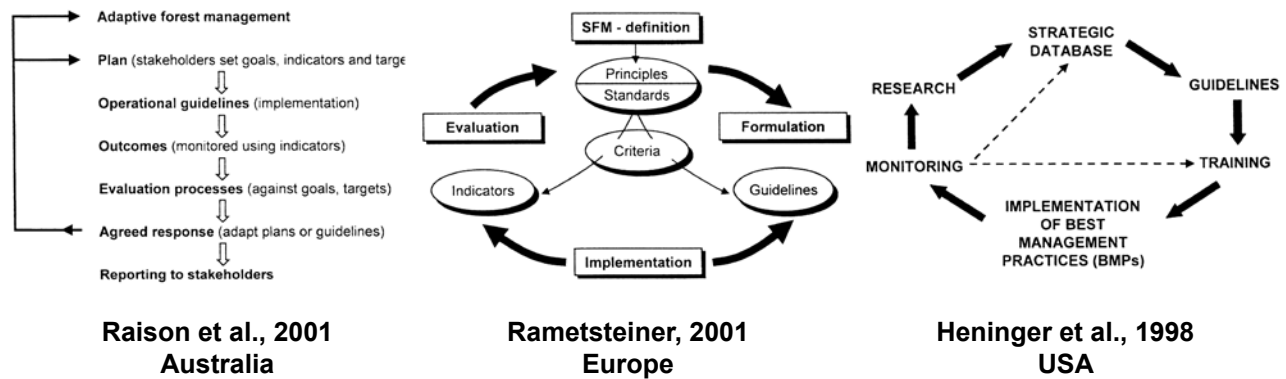 Adaptive forest management
Plan (stakeholders set goals, indicators and targe
Operational guidelines (implementation)
Outcomes (monitored using indicators)
Evaluation processes (against goals, targets)
Agreed response (adapt plans or guidelines)
Reporting to stakeholders
Raison et al., 2001
Australia
SFM - definition
Principles
Standards
Evaluation
Formulation
Criteria
Indicators
Guidelines
Implementation
Rametsteiner, 2001
Europe
STRATEGIC
DATABASE
RESEARCH
GUIDELINES
MONITORING
TRAINING
IMPLEMENTATION
OF BEST
MANAGEMENT
PRACTICES (BMPs)
Heninger et al., 1998
USA